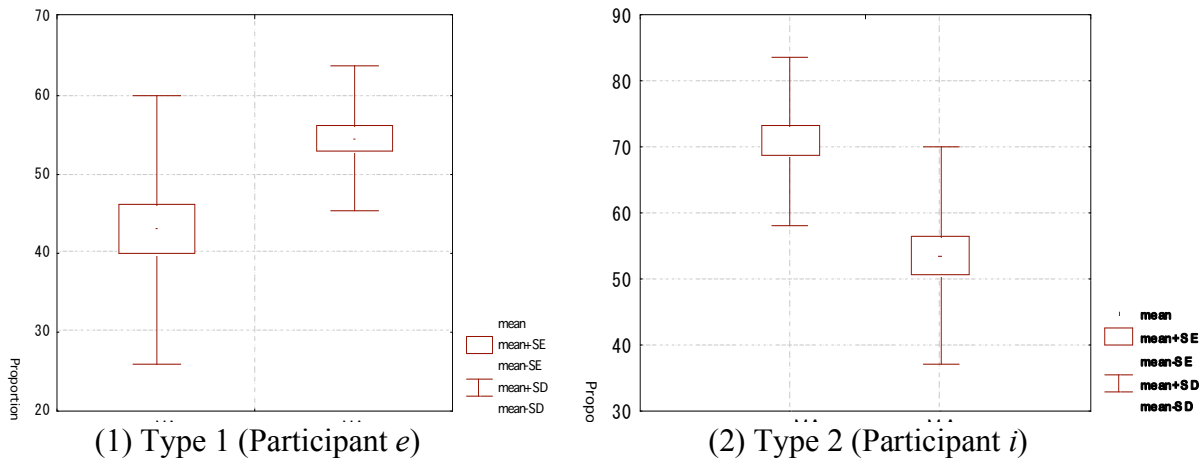 70
60
50
40
30
20
Proportion
mean
mean+SE
mean-SE
mean+SD
mean-SD
(1) Type 1 (Participant e)
90
80
70
60
50
40
30
Propo
mean
mean+SE
mean-SE
mean+SD
mean-SD
(2) Type 2 (Participant i)